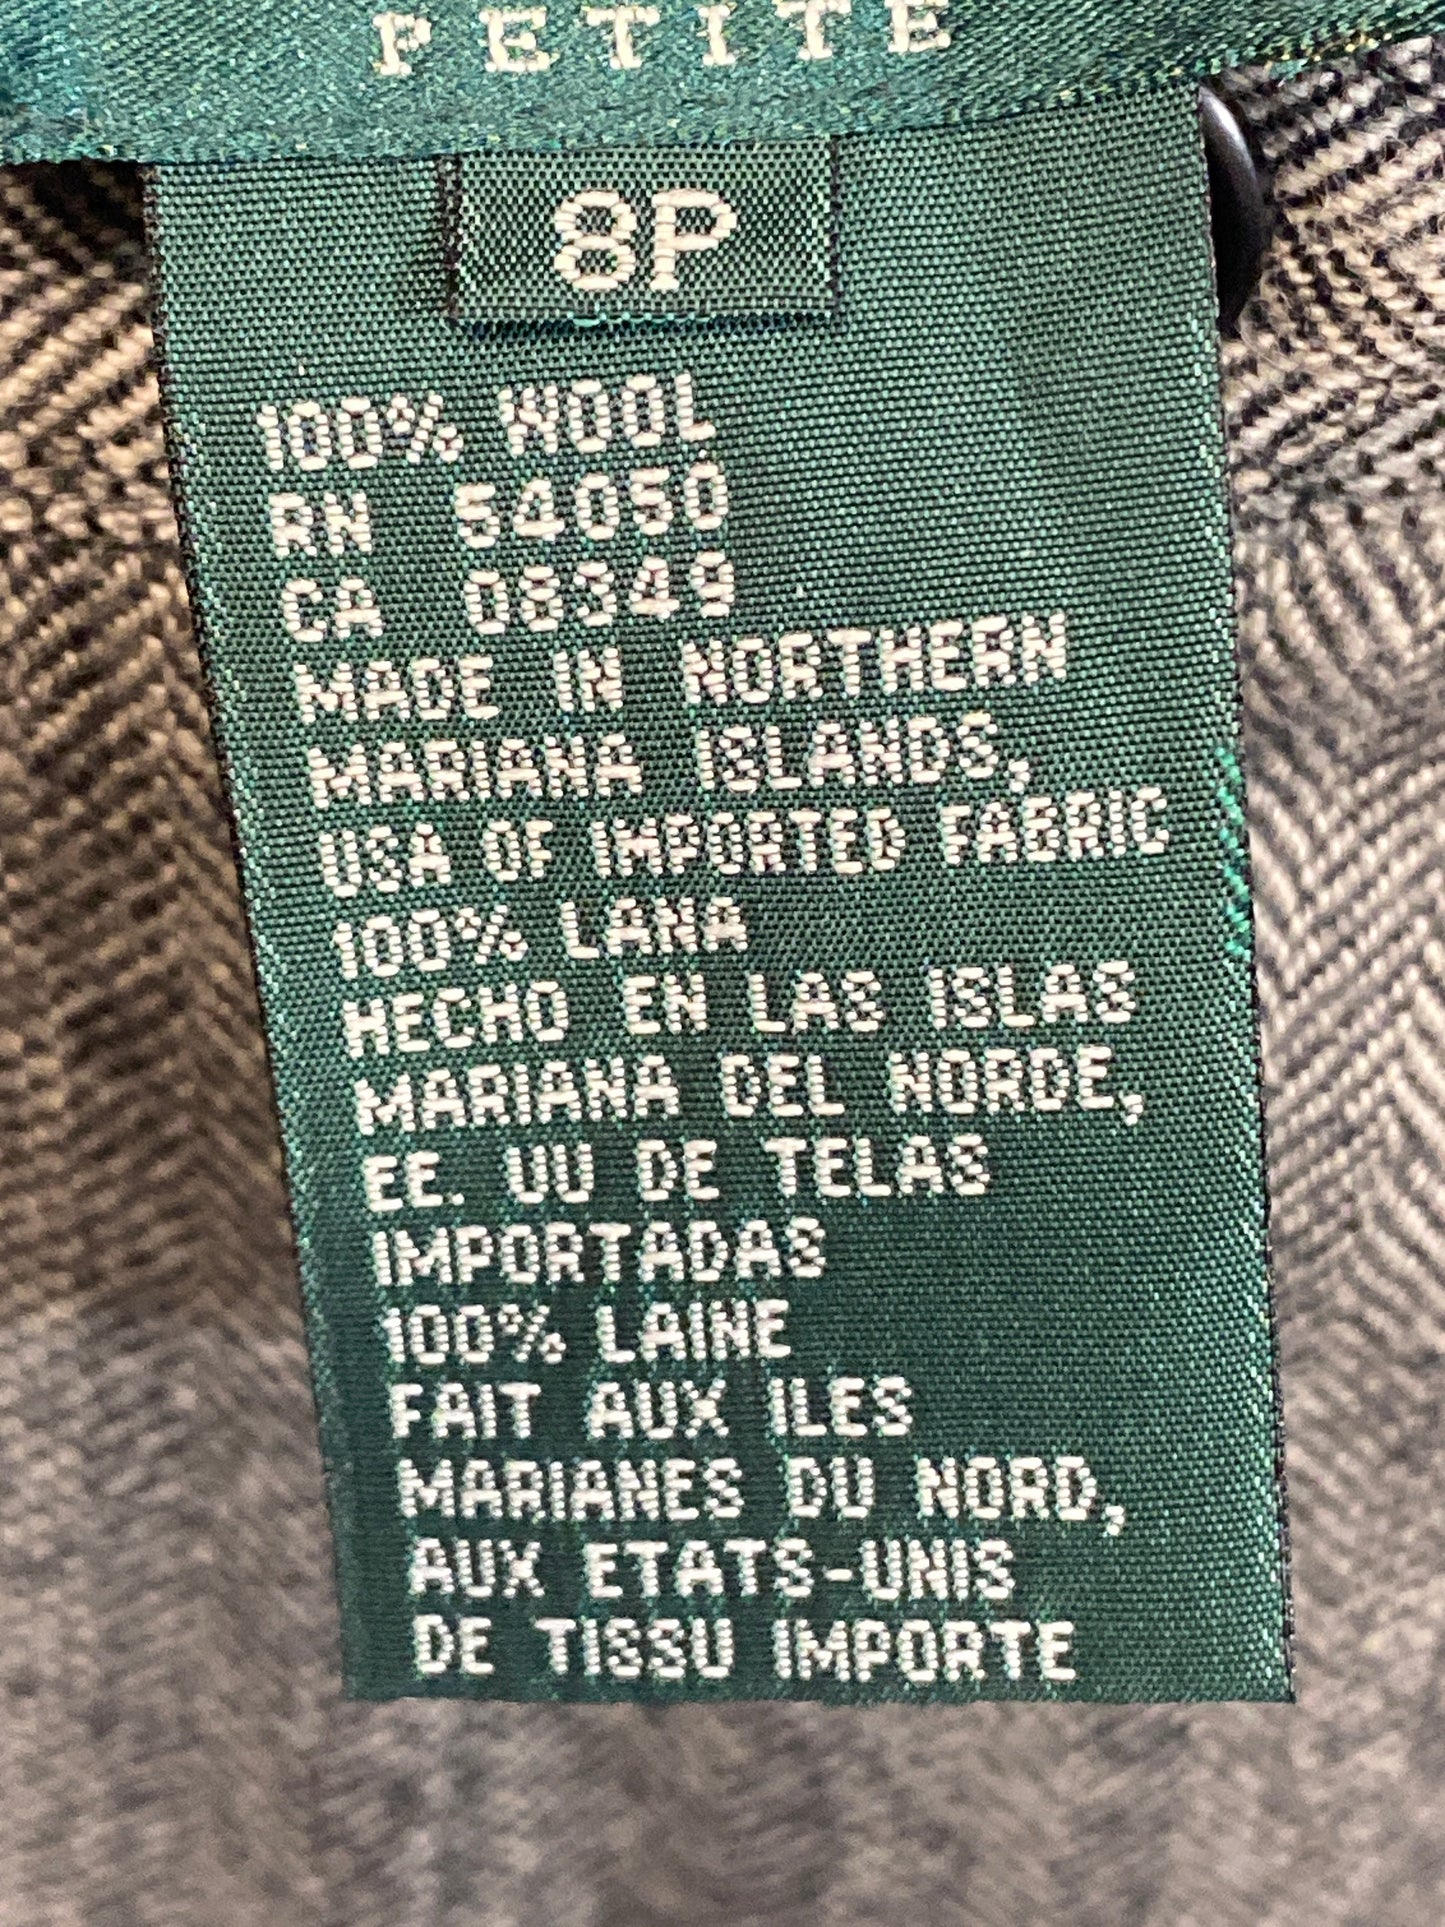 PETITE
8P
100% WOOL
RN 54050
CA 08349
MADE IN NORTHERN
MARIANA ISLANDS,
USA OF IMPORTED FABRIC
100% LANA
HECHO EN LAS ISLAS
MARIANA DEL NORDE,
EE. UU DE TELAS
IMPORTADAS
100% LAINE
FAIT AUX ILES
MARIANES DU NORD,
AUX ETATS-UNIS
DE TISSU IMPORTE